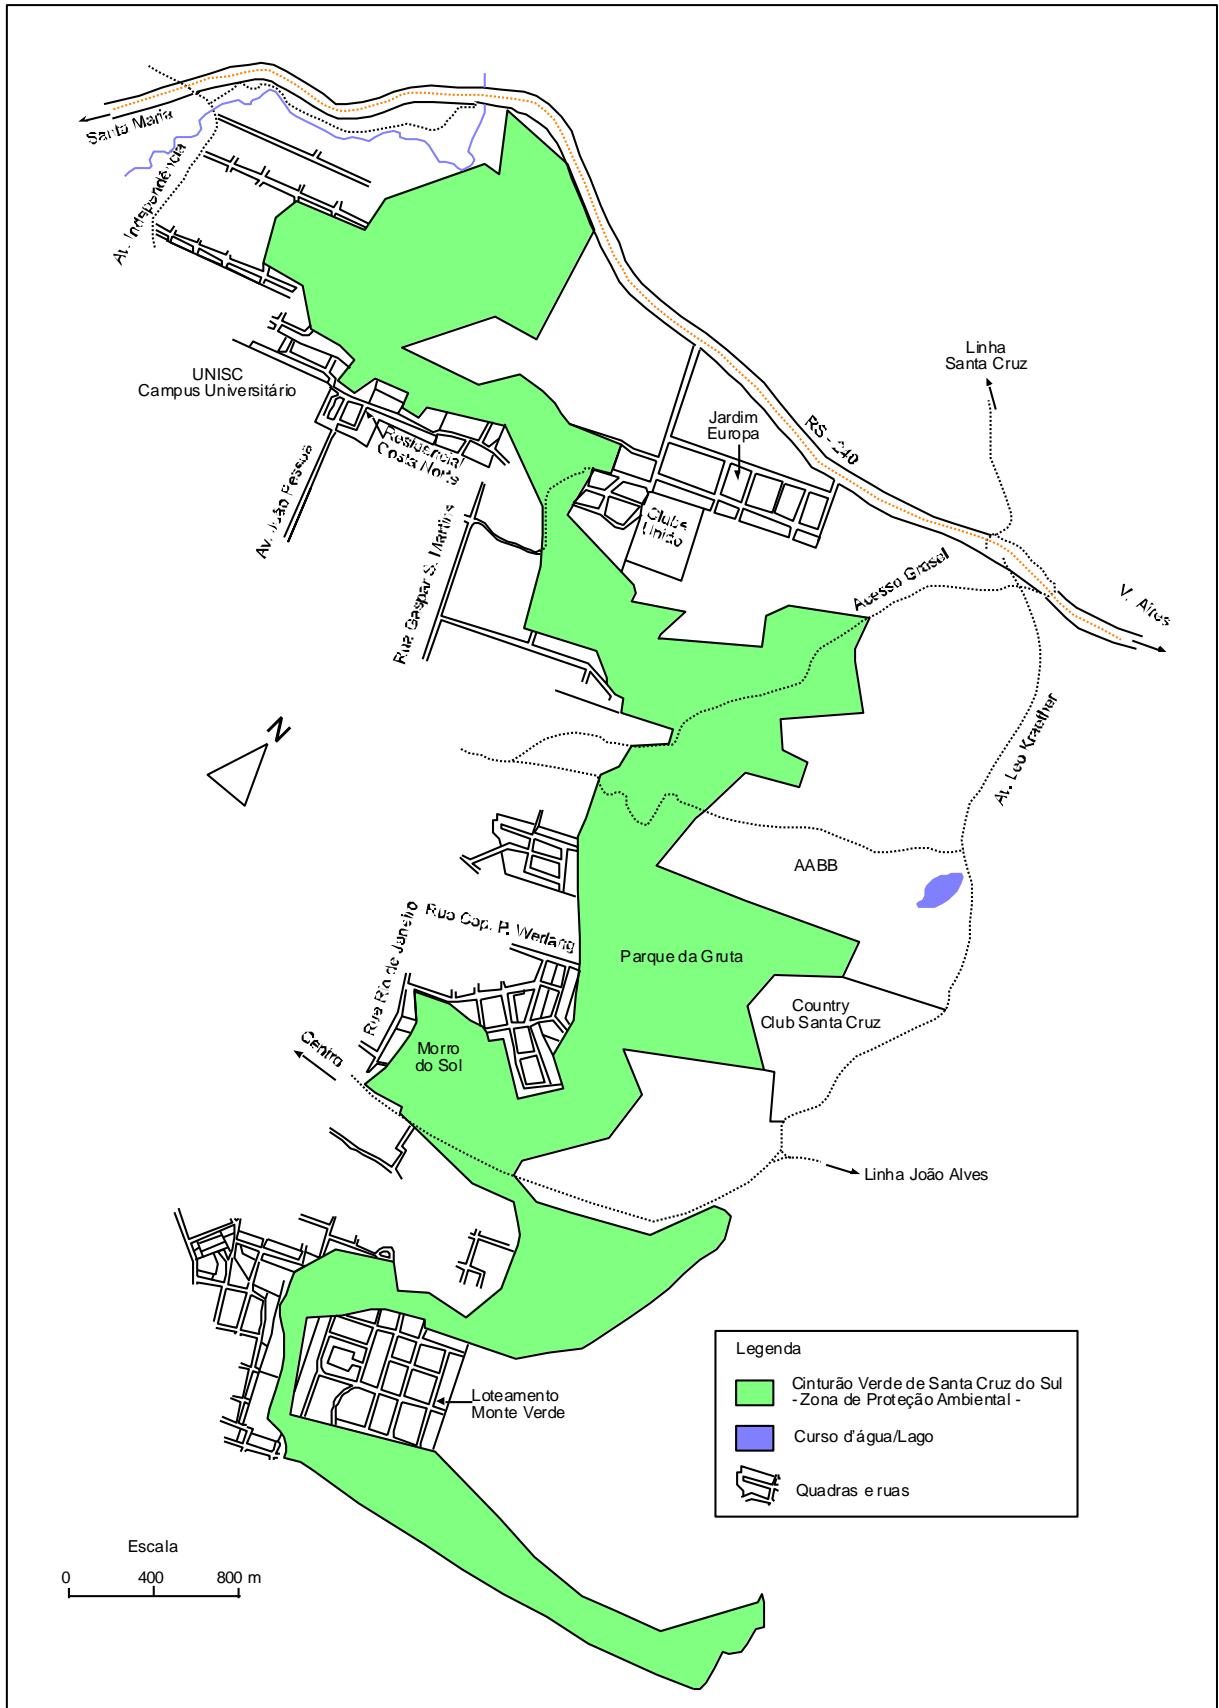 Santa Maria
Av. Independência
UNISC
Campus Universitário
Linha
Santa Cruz
Jardim
Europa
RS - 240
Residencial
Costa Norte
Av. João Pessoa
Clube
União
Rua Gaspar S. Martins
Acesso Grasel
V. Aires
N
Av. Leo Kraether
AABB
Rua Cap. P. Werlang
Rua Rio de Janeiro
Parque da Gruta
Country
Club Santa Cruz
Centro
Morro
do Sol
Linha João Alves
Loteamento
Monte Verde
Legenda
Cinturão Verde de Santa Cruz do Sul
- Zona de Proteção Ambiental -
Curso d'água/Lago
Quadras e ruas
Escala
0 400 800 m